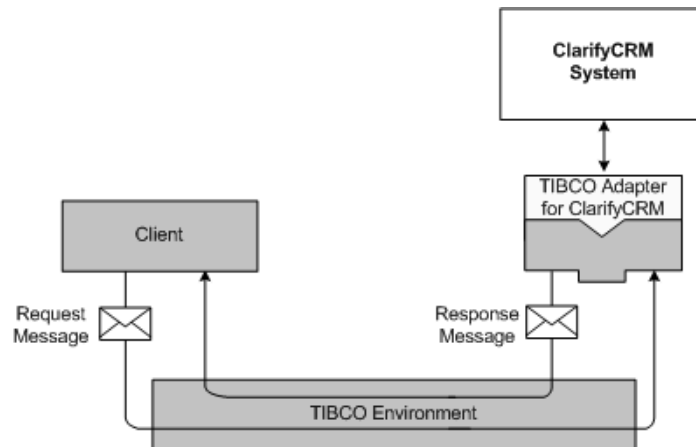 ClarifyCRM
System
TIBCO Adapter
for ClarifyCRM
Client
Request
Message
Response
Message
TIBCO Environment